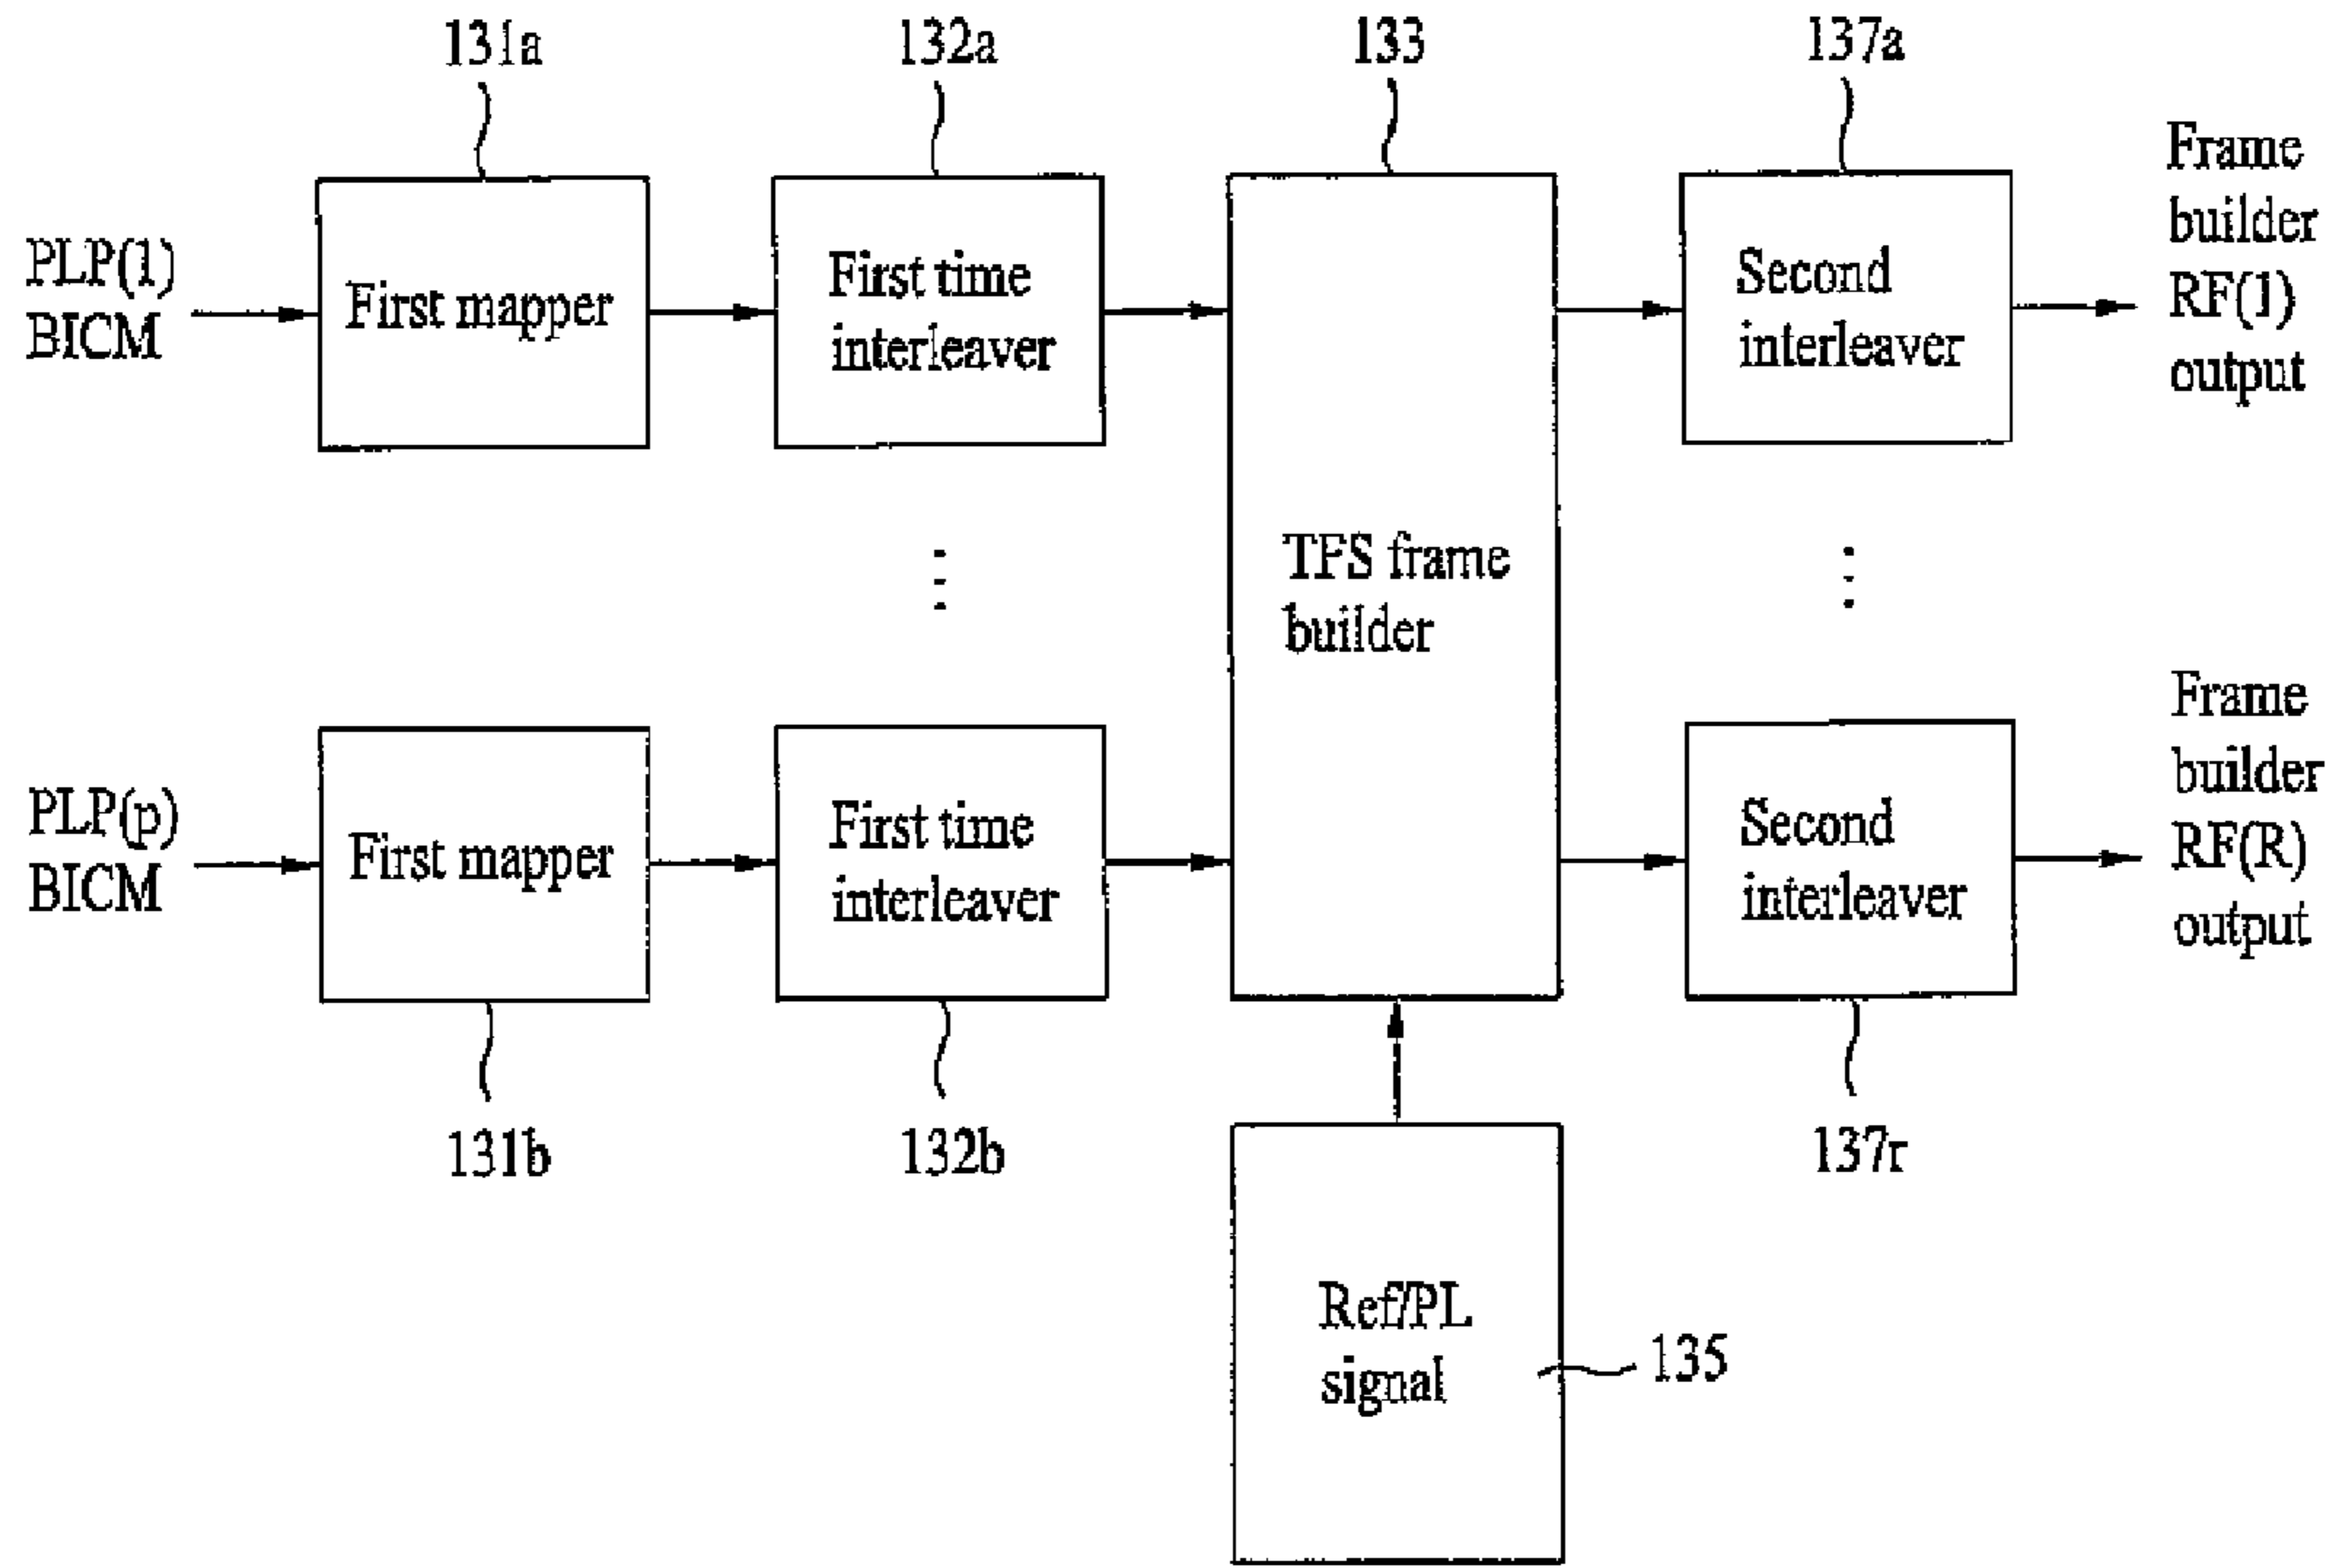 131a
132a
133
137a
PLP(1)
BICM
First mapper
First time
interleaver
TFS frame
builder
Second
interleaver
Frame
builder
RF(1)
output
PLP(p)
BICM
First mapper
First time
interleaver
Second
interleaver
Frame
builder
RF(R)
output
131b
132b
137r
Ref/PL
signal
135